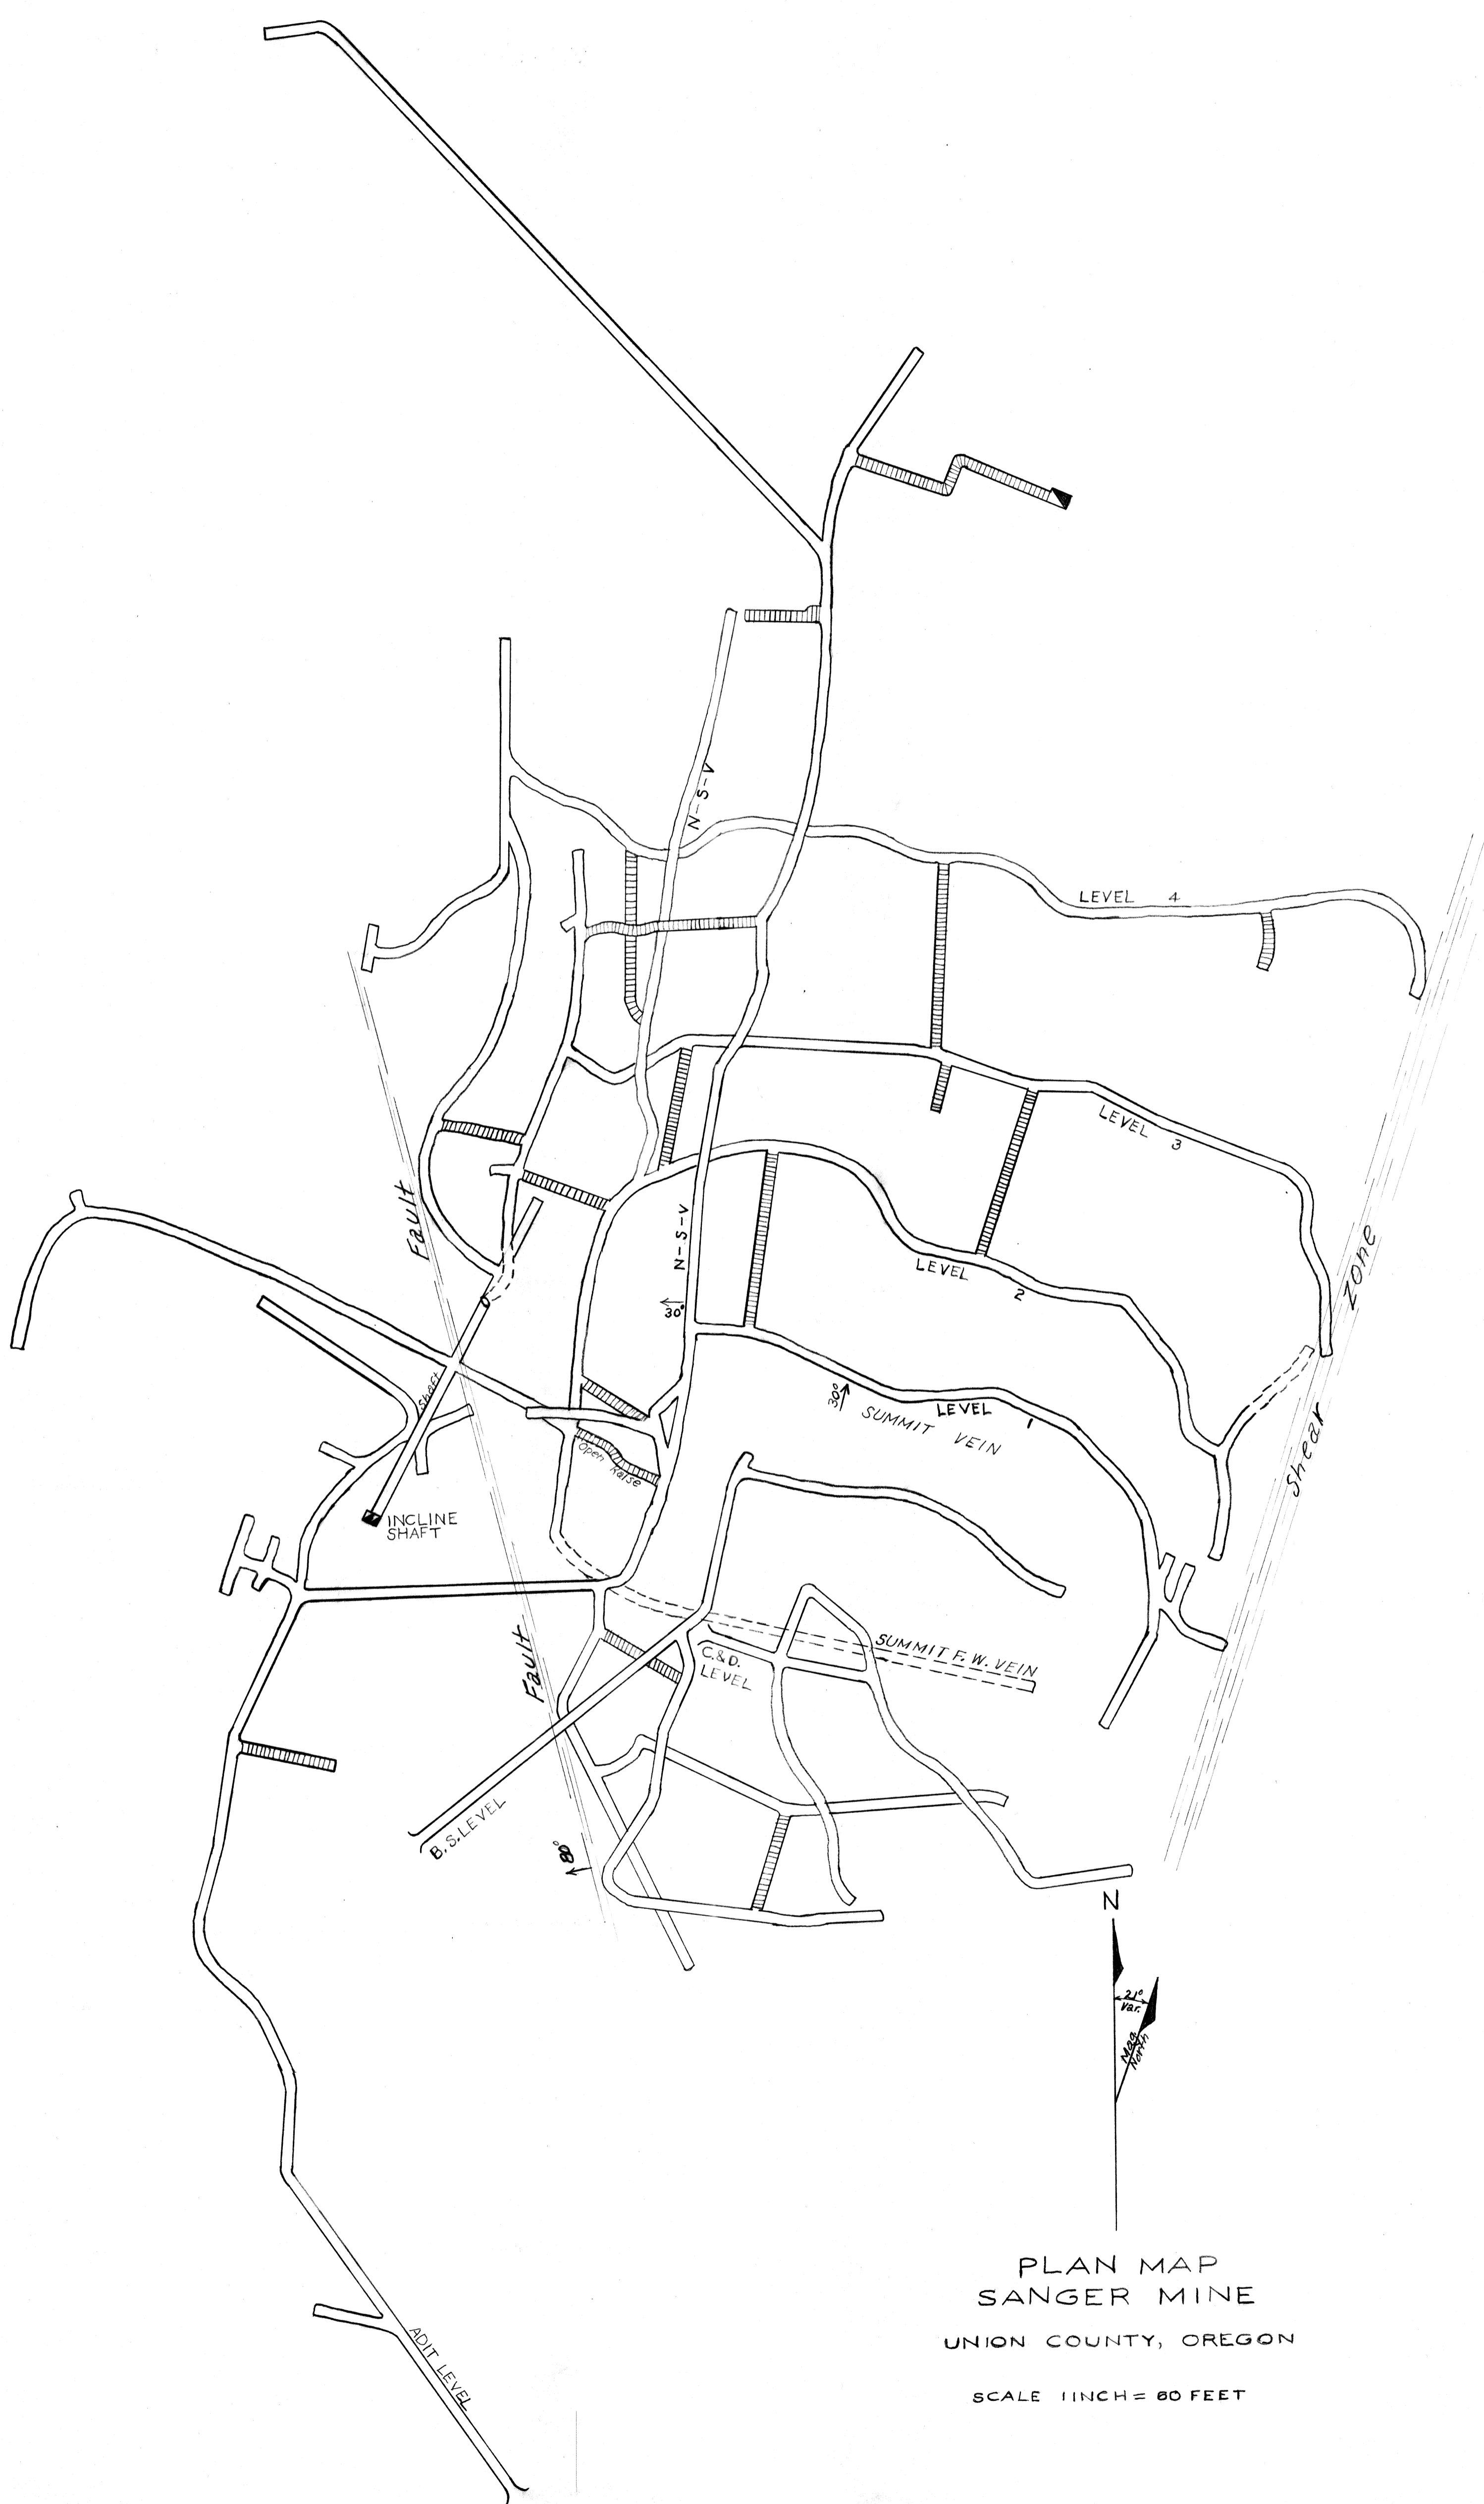 N-S-V
LEVEL 4
LEVEL 3
Fault
zone
N-S-V
LEVEL
2
30°
Shaft
30°
LEVEL
1
SUMMIT VEIN
Open Raise
Shear
INCLINE
SHAFT
Fault
SUMMIT F.W. VEIN
C.&D.
LEVEL
B.S. LEVEL
80°
N
21°
Var.
Mag.
North
PLAN MAP
SANGER MINE
UNION COUNTY, OREGON
ADIT LEVEL
SCALE 1 INCH = 60 FEET